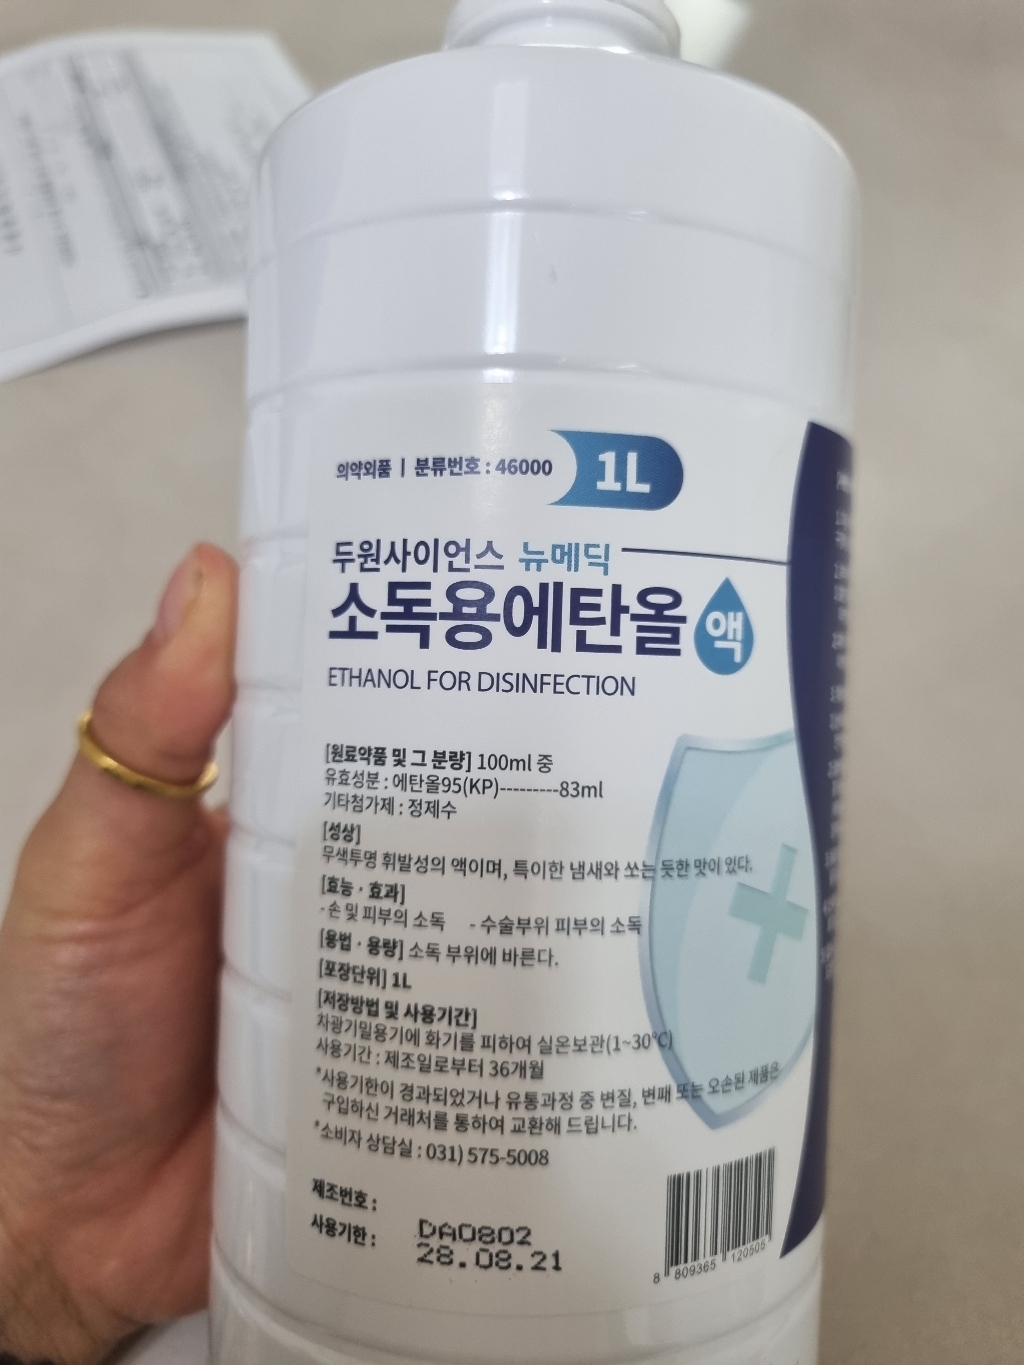 의약외품 | 분류번호 : 46000
1L
두원사이언스 뉴메딕
소독용에탄올 액
ETHANOL FOR DISINFECTION
[원료약품 및 그 분량] 100ml 중
유효성분 : 에탄올95(KP)---------83ml
기타첨가제 : 정제수
[성상]
무색투명 휘발성의 액이며, 특이한 냄새와 쏘는 듯한 맛이 있다.
[효능 · 효과]
- 손 및 피부의 소독 - 수술부위 피부의 소독
[용법 · 용량] 소독 부위에 바른다.
[포장단위] 1L
[저장방법 및 사용기간]
차광기밀용기에 화기를 피하여 실온보관(1~30℃)
사용기간 : 제조일로부터 36개월
*사용기한이 경과되었거나 유통과정 중 변질, 변패 또는 오손된 제품은
구입하신 거래처를 통하여 교환해 드립니다.
*소비자 상담실 : 031) 575-5008
제조번호 : DA0802
사용기한 : 28.08.21
8 809365 120505